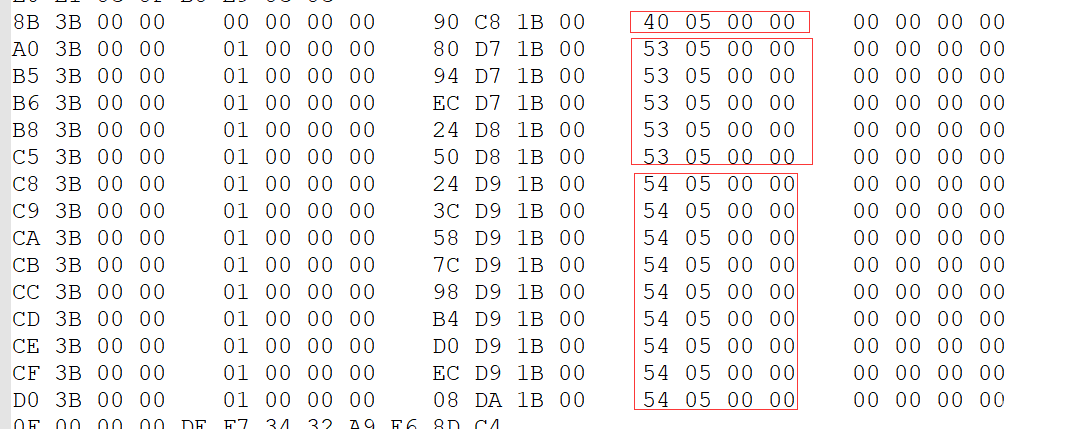 8B 3B 00 00 00 00 00 00 90 C8 1B 00 40 05 00 00 00 00 00 00
A0 3B 00 00 01 00 00 00 80 D7 1B 00 53 05 00 00 00 00 00 00
B5 3B 00 00 01 00 00 00 94 D7 1B 00 53 05 00 00 00 00 00 00
B6 3B 00 00 01 00 00 00 EC D7 1B 00 53 05 00 00 00 00 00 00
B8 3B 00 00 01 00 00 00 24 D8 1B 00 53 05 00 00 00 00 00 00
C5 3B 00 00 01 00 00 00 50 D8 1B 00 53 05 00 00 00 00 00 00
C8 3B 00 00 01 00 00 00 24 D9 1B 00 54 05 00 00 00 00 00 00
C9 3B 00 00 01 00 00 00 3C D9 1B 00 54 05 00 00 00 00 00 00
CA 3B 00 00 01 00 00 00 58 D9 1B 00 54 05 00 00 00 00 00 00
CB 3B 00 00 01 00 00 00 7C D9 1B 00 54 05 00 00 00 00 00 00
CC 3B 00 00 01 00 00 00 98 D9 1B 00 54 05 00 00 00 00 00 00
CD 3B 00 00 01 00 00 00 B4 D9 1B 00 54 05 00 00 00 00 00 00
CE 3B 00 00 01 00 00 00 D0 D9 1B 00 54 05 00 00 00 00 00 00
CF 3B 00 00 01 00 00 00 EC D9 1B 00 54 05 00 00 00 00 00 00
D0 3B 00 00 01 00 00 00 08 DA 1B 00 54 05 00 00 00 00 00 00